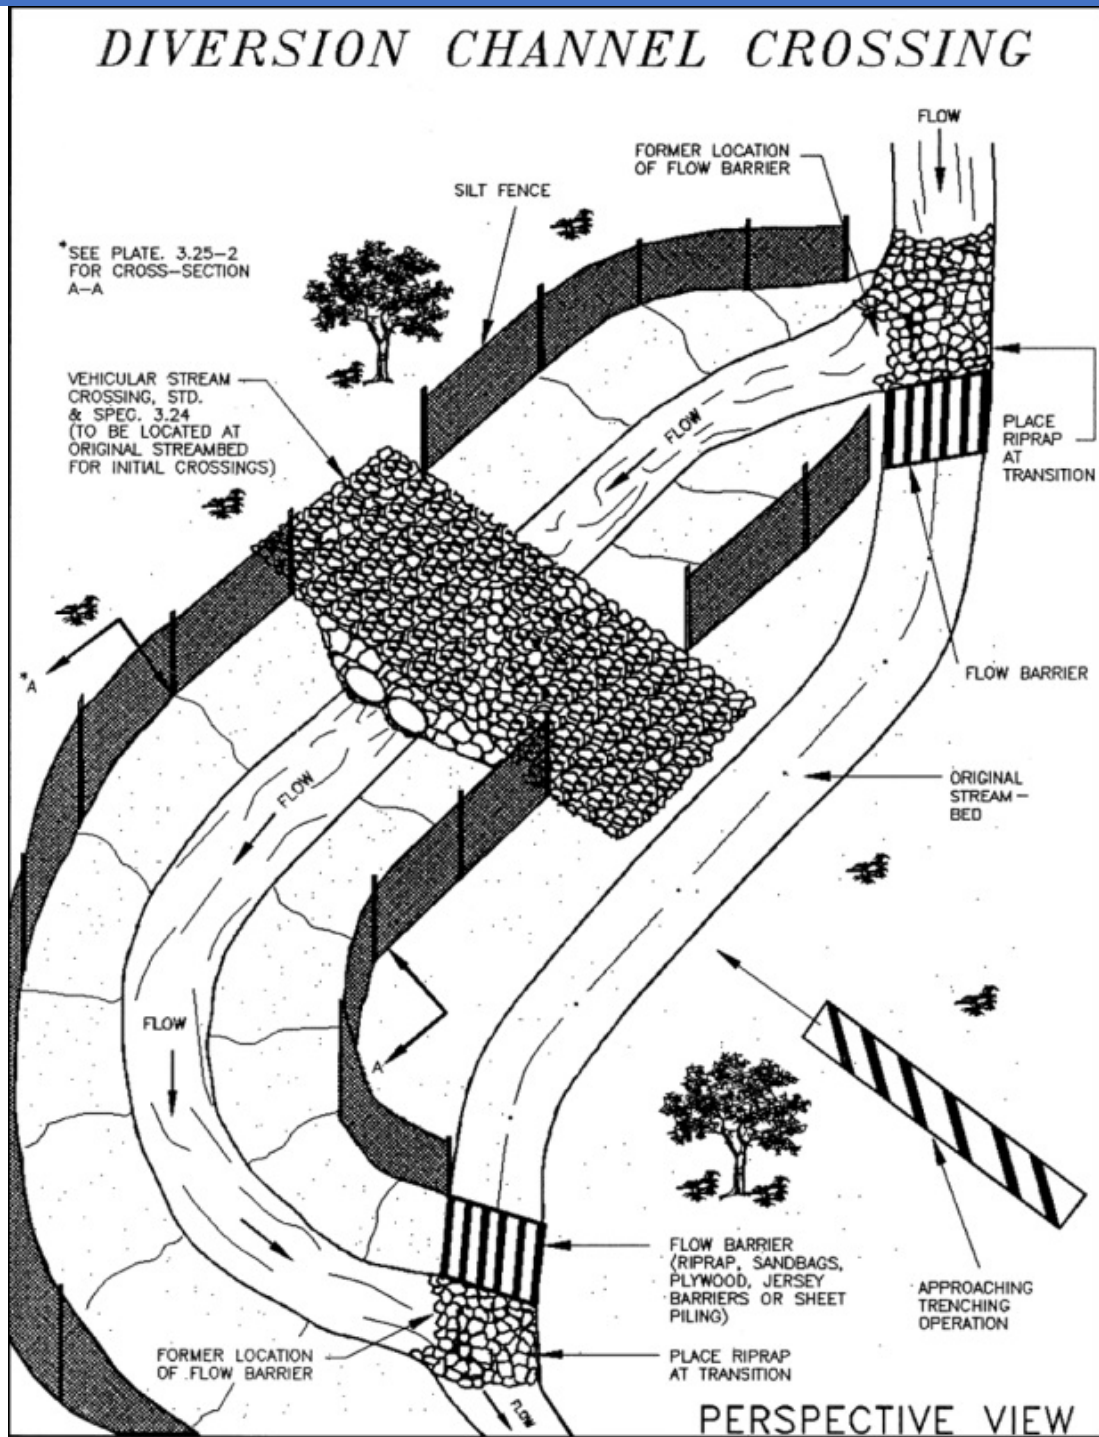 DIVERSION CHANNEL CROSSING
FLOW
FORMER LOCATION
OF FLOW BARRIER
SILT FENCE
*SEE PLATE. 3.25-2
FOR CROSS-SECTION
A-A
VEHICULAR STREAM
CROSSING, STD.
& SPEC. 3.24
(TO BE LOCATED AT
ORIGINAL STREAMBED
FOR INITIAL CROSSINGS)
FLOW
PLACE
RIPRAP
AT
TRANSITION
*A
FLOW BARRIER
FLOW
ORIGINAL
STREAM-
BED
FLOW
A
FLOW BARRIER
(RIPRAP, SANDBAGS,
PLYWOOD, JERSEY
BARRIERS OR SHEET
PILING)
APPROACHING
TRENCHING
OPERATION
FORMER LOCATION
OF FLOW BARRIER
PLACE RIPRAP
AT TRANSITION
FLOW
PERSPECTIVE VIEW